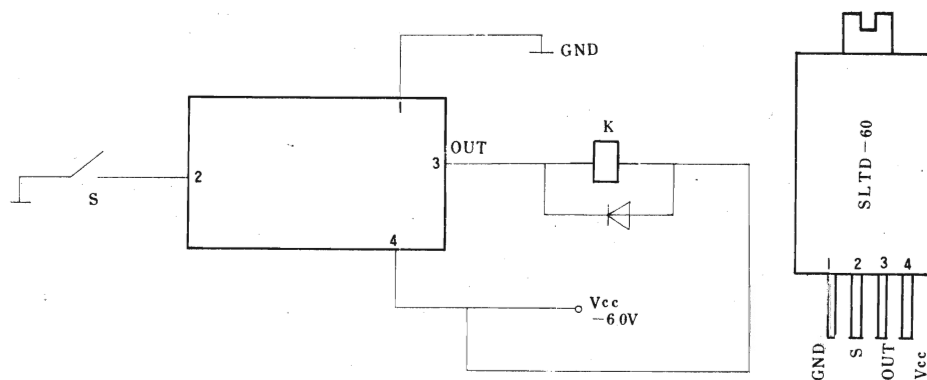 1
GND
OUT
K
2
3
S
4
Vcc
-60V
SLTD-60
1 2 3 4
GND
S
OUT
Vcc